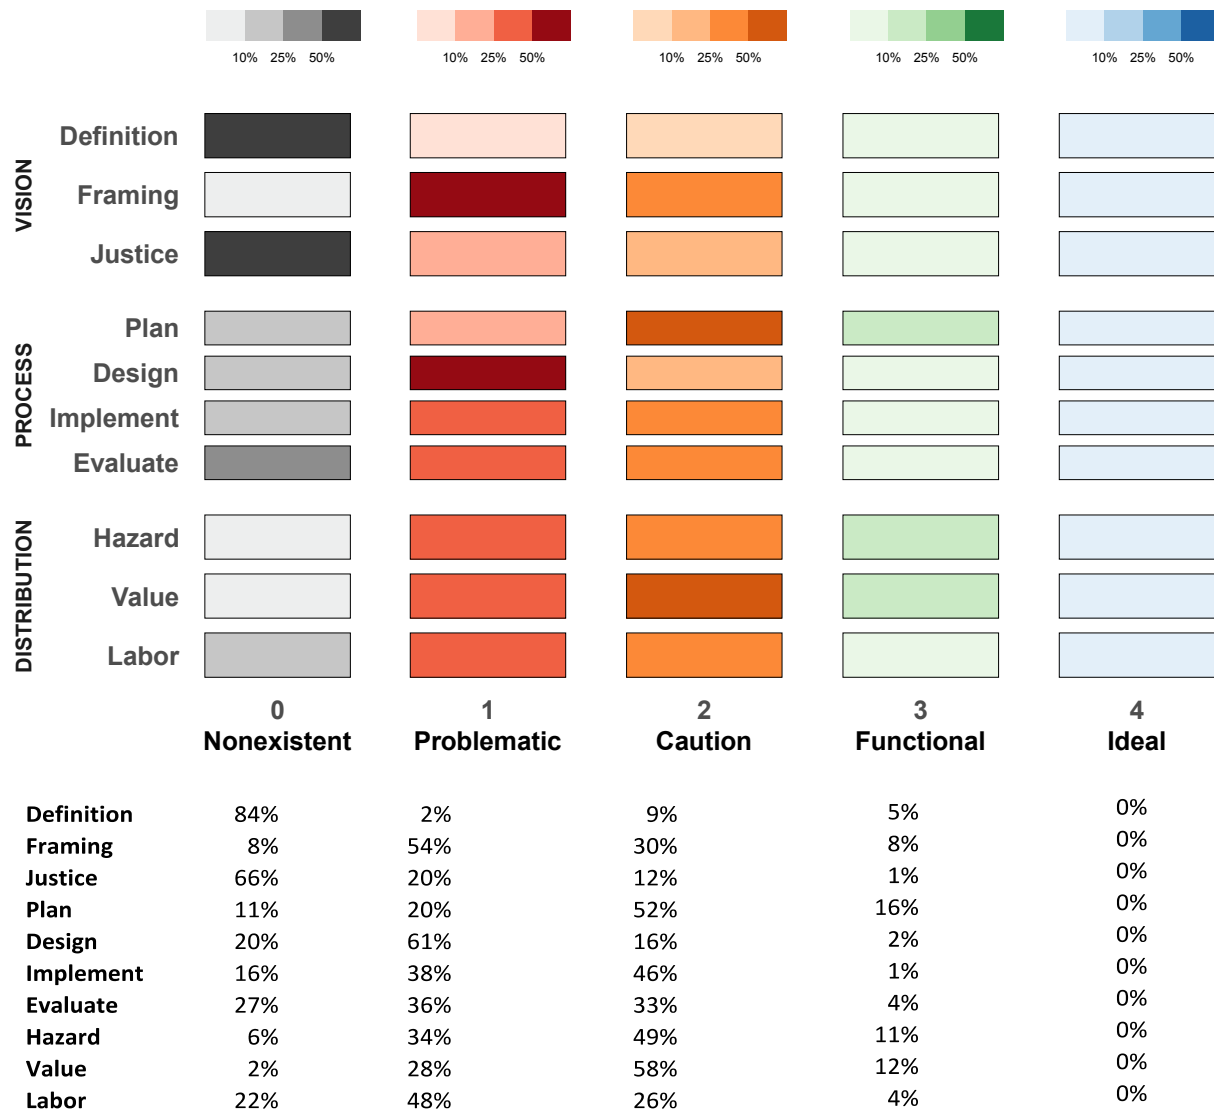 10% 25% 50% 10% 25% 50% 10% 25% 50% 10% 25% 50% 10% 25% 50%
VISION
Definition
Framing
Justice
PROCESS
Plan
Design
Implement
Evaluate
DISTRIBUTION
Hazard
Value
Labor
0 1 2 3 4
Nonexistent Problematic Caution Functional Ideal
Definition 84% 2% 9% 5% 0%
Framing 8% 54% 30% 8% 0%
Justice 66% 20% 12% 1% 0%
Plan 11% 20% 52% 16% 0%
Design 20% 61% 16% 2% 0%
Implement 16% 38% 46% 1% 0%
Evaluate 27% 36% 33% 4% 0%
Hazard 6% 34% 49% 11% 0%
Value 2% 28% 58% 12% 0%
Labor 22% 48% 26% 4% 0%